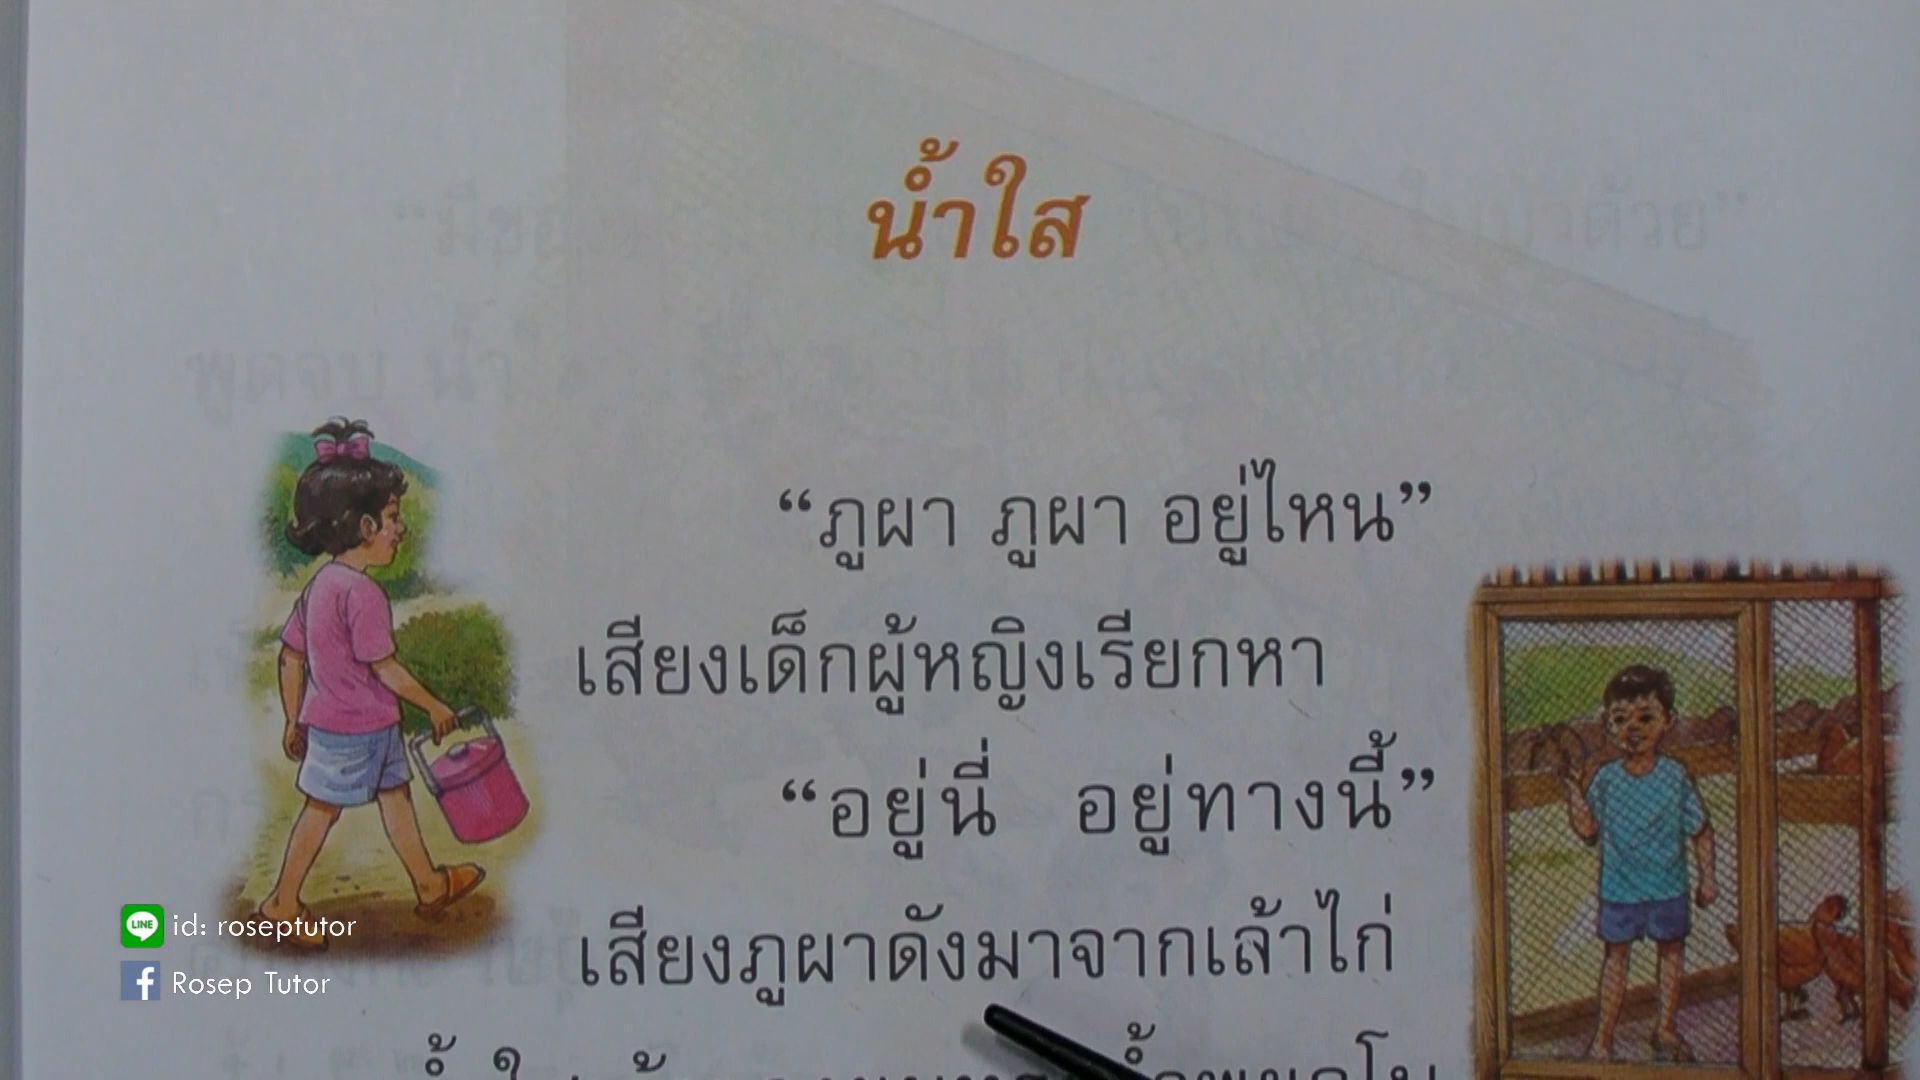 น้ำใส
“ภูผา ภูผา อยู่ไหน”
เสียงเด็กผู้หญิงเรียกหา
“อยู่นี่ อยู่ทางนี้”
เสียงภูผาดังมาจากเล้าไก่
LINE id: roseptutor
f Rosep Tutor